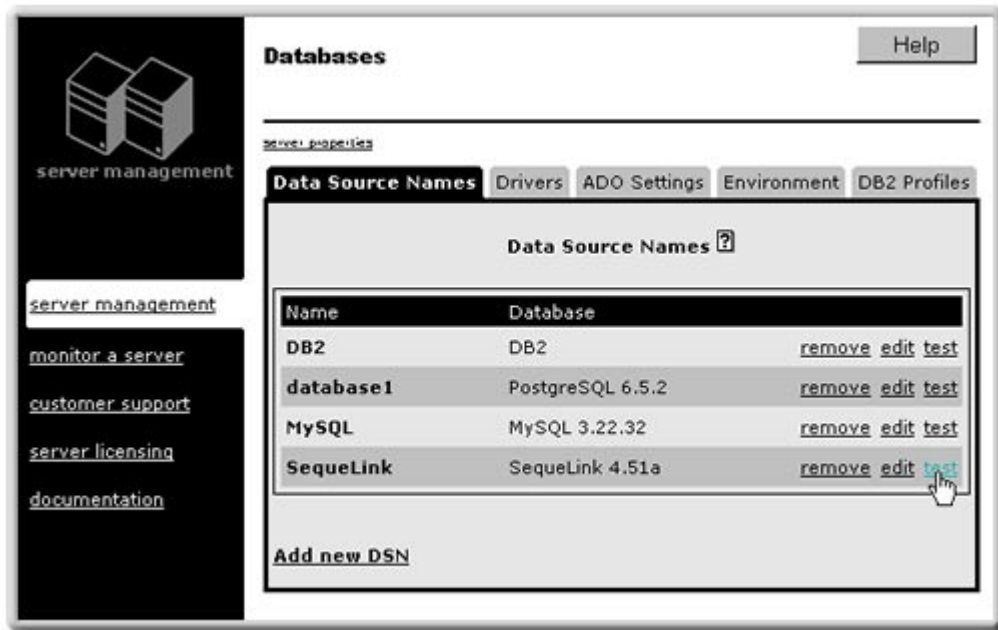 Databases
Help
server properties
server management
Data Source Names Drivers ADO Settings Environment DB2 Profiles
Data Source Names ?
server management
monitor a server
customer support
server licensing
documentation
Name Database
DB2 DB2 remove edit test
database1 PostgreSQL 6.5.2 remove edit test
MySQL MySQL 3.22.32 remove edit test
SequeLink SequeLink 4.51a remove edit test
Add new DSN